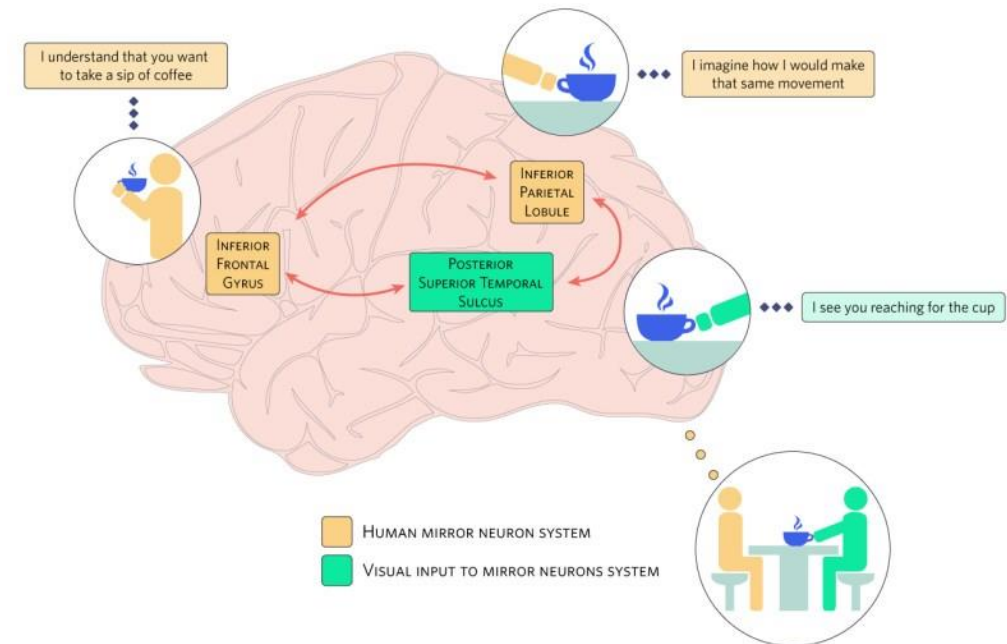 I understand that you want
to take a sip of coffee
I imagine how I would make
that same movement
INFERIOR
PARIETAL
LOBULE
INFERIOR
FRONTAL
GYRUS
POSTERIOR
SUPERIOR TEMPORAL
SULCUS
I see you reaching for the cup
HUMAN MIRROR NEURON SYSTEM
VISUAL INPUT TO MIRROR NEURONS SYSTEM